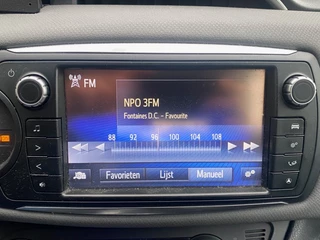 FM
NPO 3FM
Fontaines D.C. - Favourite
88 92 96 100 104 108
Favorieten Lijst Manueel